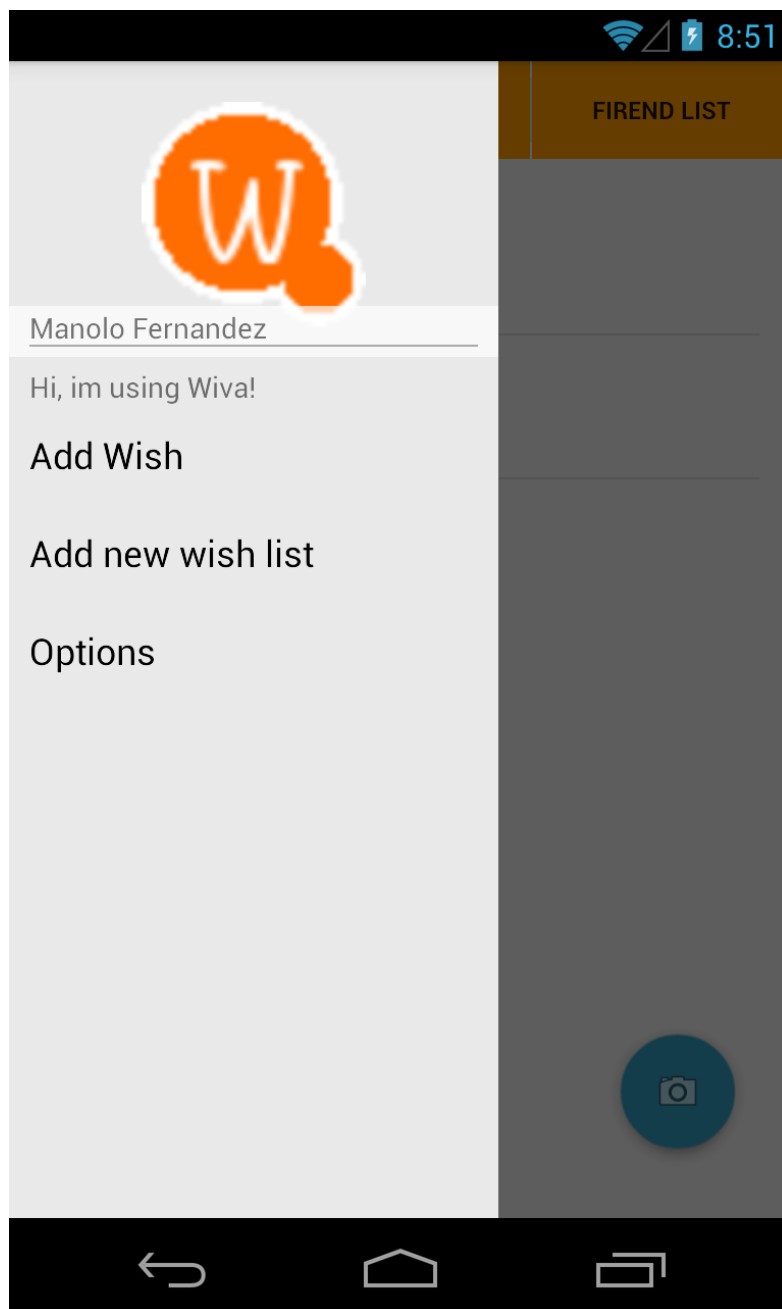 8:51
FIREND LIST
W
Manolo Fernandez
Hi, im using Wiva!
Add Wish
Add new wish list
Options